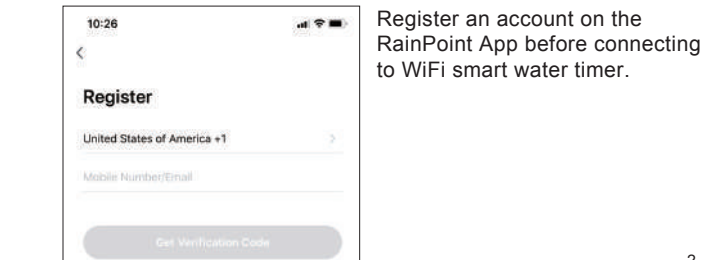 10:26
Register
United States of America +1
Mobile Number/Email
Get Verification Code
Register an account on the
RainPoint App before connecting
to WiFi smart water timer.